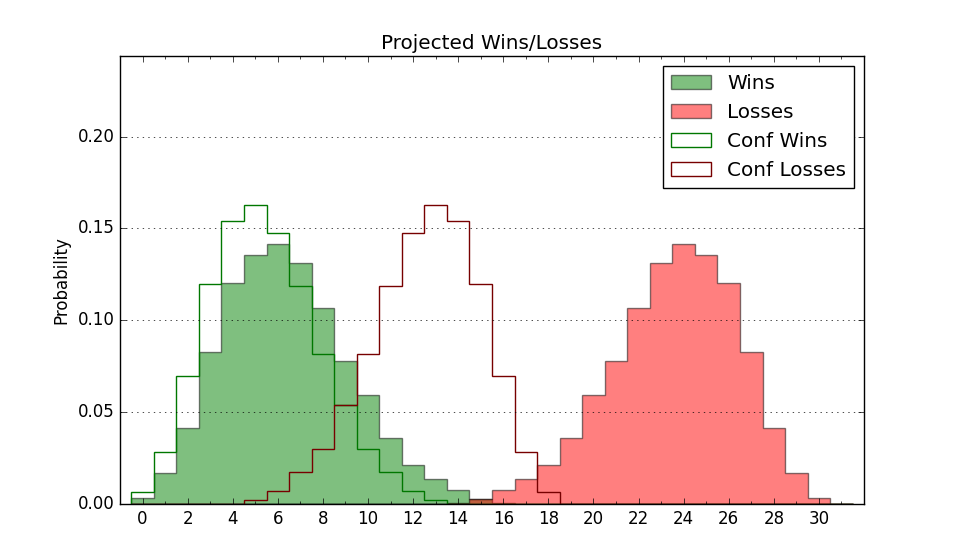 Projected Wins/Losses
Wins
Losses
Conf Wins
Conf Losses
Probability
0.20
0.15
0.10
0.05
0.00
0 2 4 6 8 10 12 14 16 18 20 22 24 26 28 30